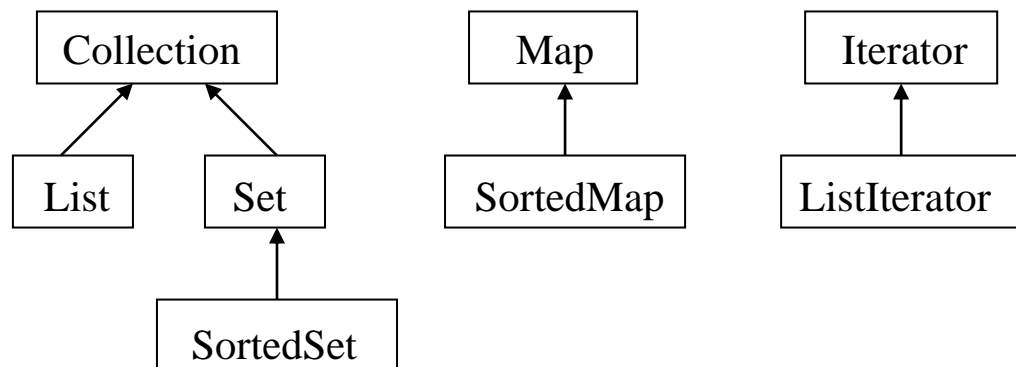 Collection
Map
Iterator
List
Set
SortedMap
ListIterator
SortedSet